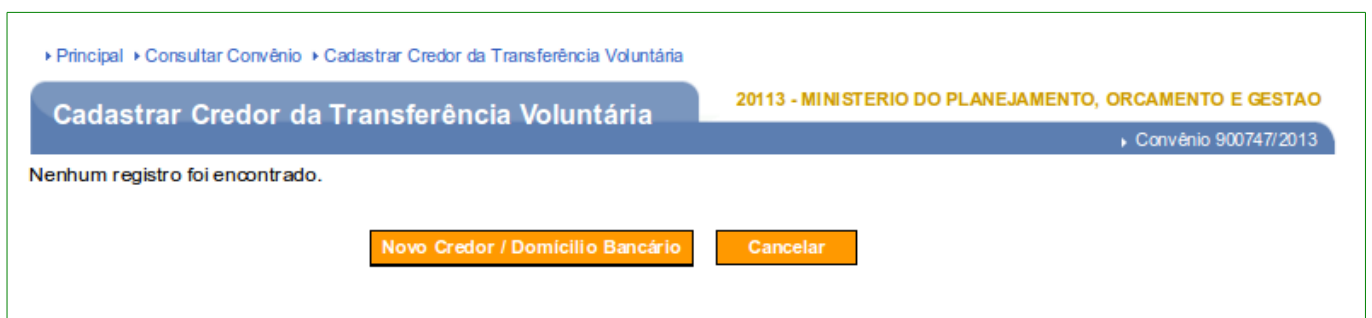 Principal Consultar Convênio Cadastrar Credor da Transferência Voluntária
Cadastrar Credor da Transferência Voluntária
20113 - MINISTERIO DO PLANEJAMENTO, ORCAMENTO E GESTAO
Convênio 900747/2013
Nenhum registro foi encontrado.
Novo Credor / Domicílio Bancário Cancelar